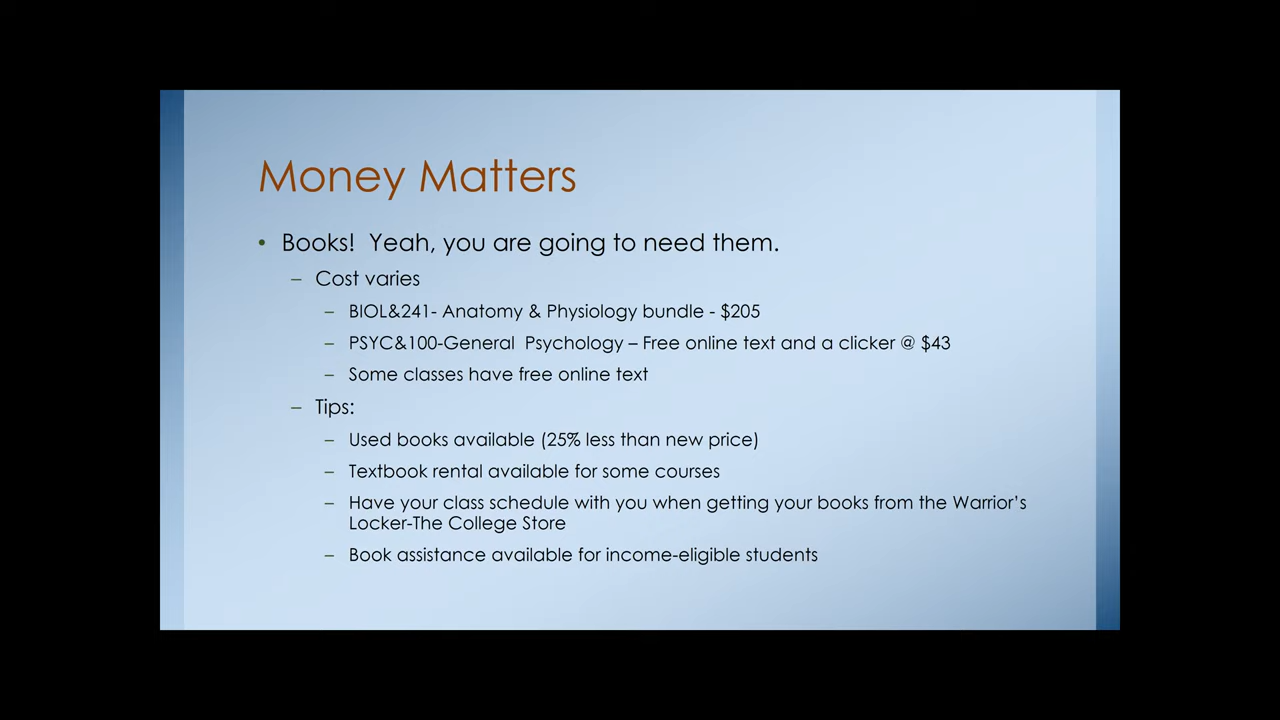 Money Matters
• Books!  Yeah, you are going to need them.
– Cost varies
– BIOL&241- Anatomy & Physiology bundle - $205
– PSYC&100-General  Psychology – Free online text and a clicker @ $43
– Some classes have free online text
– Tips:
– Used books available (25% less than new price)
– Textbook rental available for some courses
– Have your class schedule with you when getting your books from the Warrior's
Locker-The College Store
– Book assistance available for income-eligible students